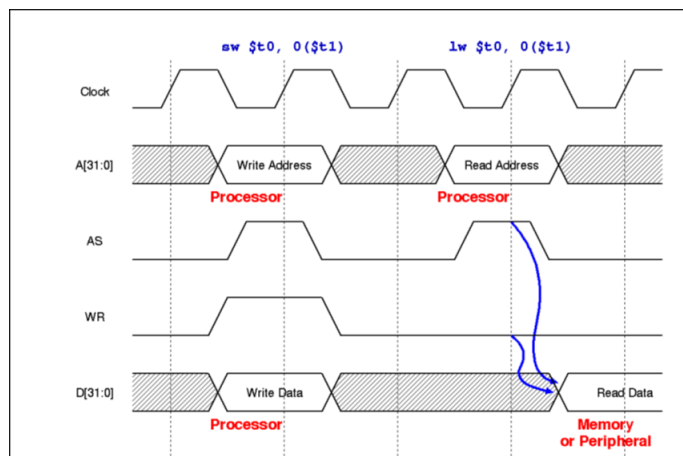 sw $t0, 0($t1) lw $t0, 0($t1)
Clock
A[31:0] Write Address Read Address
Processor Processor
AS
WR
D[31:0] Write Data Read Data
Processor Memory
or Peripheral